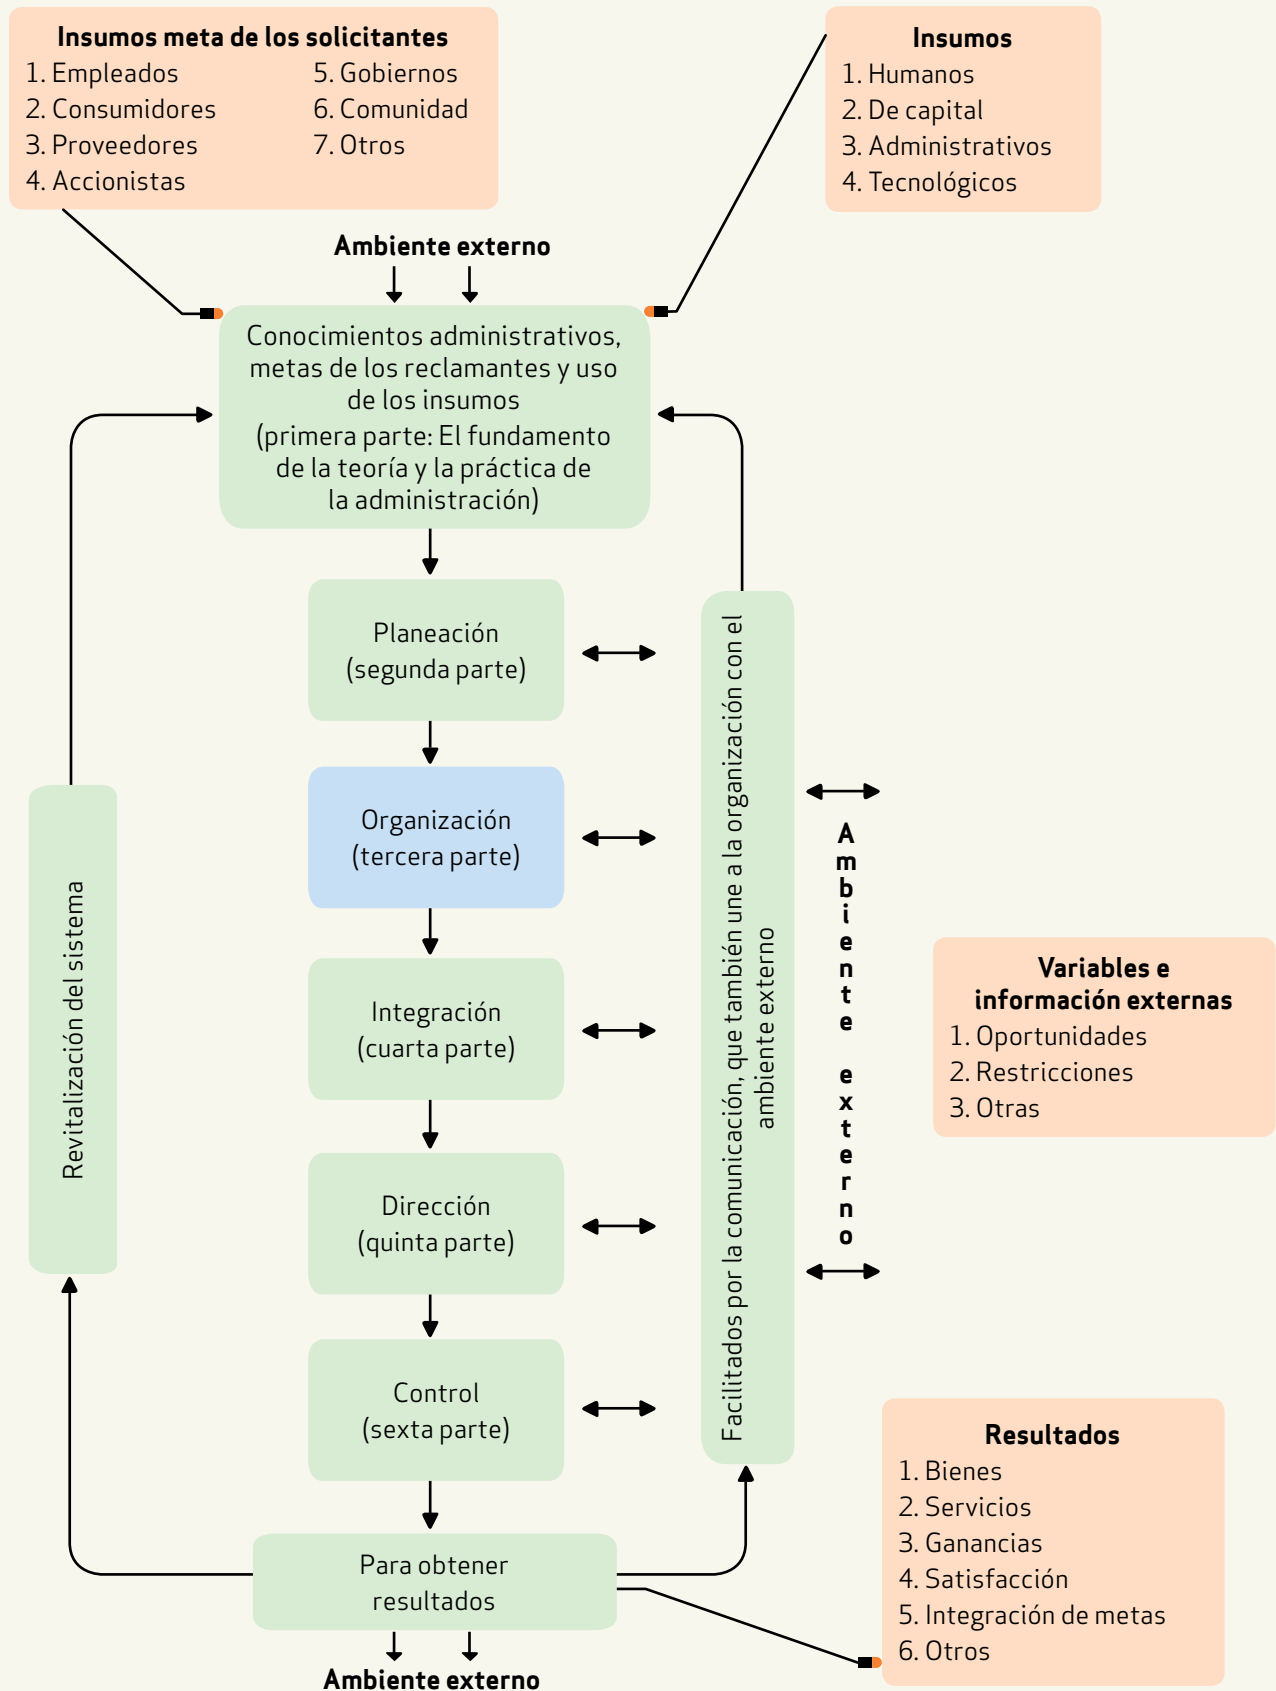 Insumos meta de los solicitantes
1. Empleados
2. Consumidores
3. Proveedores
4. Accionistas
5. Gobiernos
6. Comunidad
7. Otros
Insumos
1. Humanos
2. De capital
3. Administrativos
4. Tecnológicos
Ambiente externo
Conocimientos administrativos,
metas de los reclamantes y uso
de los insumos
(primera parte: El fundamento
de la teoría y la práctica de
la administración)
Planeación
(segunda parte)
Organización
(tercera parte)
Integración
(cuarta parte)
Dirección
(quinta parte)
Control
(sexta parte)
Para obtener
resultados
Ambiente externo
Revitalización del sistema
Facilitados por la comunicación, que también une a la organización con el
ambiente externo
Ambiente externo
Variables e
información externas
1. Oportunidades
2. Restricciones
3. Otras
Resultados
1. Bienes
2. Servicios
3. Ganancias
4. Satisfacción
5. Integración de metas
6. Otros